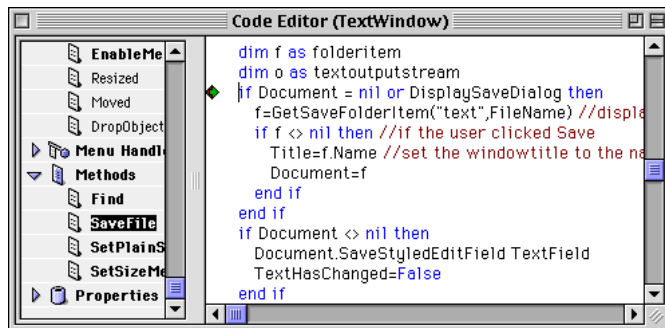 Code Editor (TextWindow)
EnableMe
Resized
Moved
DropObject
Menu Handl
Methods
Find
SaveFile
SetPlainS
SetSizeMe
Properties
dim f as folderitem
dim o as textoutputstream
if Document = nil or DisplaySaveDialog then
f=GetSaveFolderItem("text",FileName) //displa
if f <> nil then //if the user clicked Save
Title=f.Name //set the windowtitle to the na
Document=f
end if
end if
if Document <> nil then
Document.SaveStyledEditField TextField
TextHasChanged=False
end if